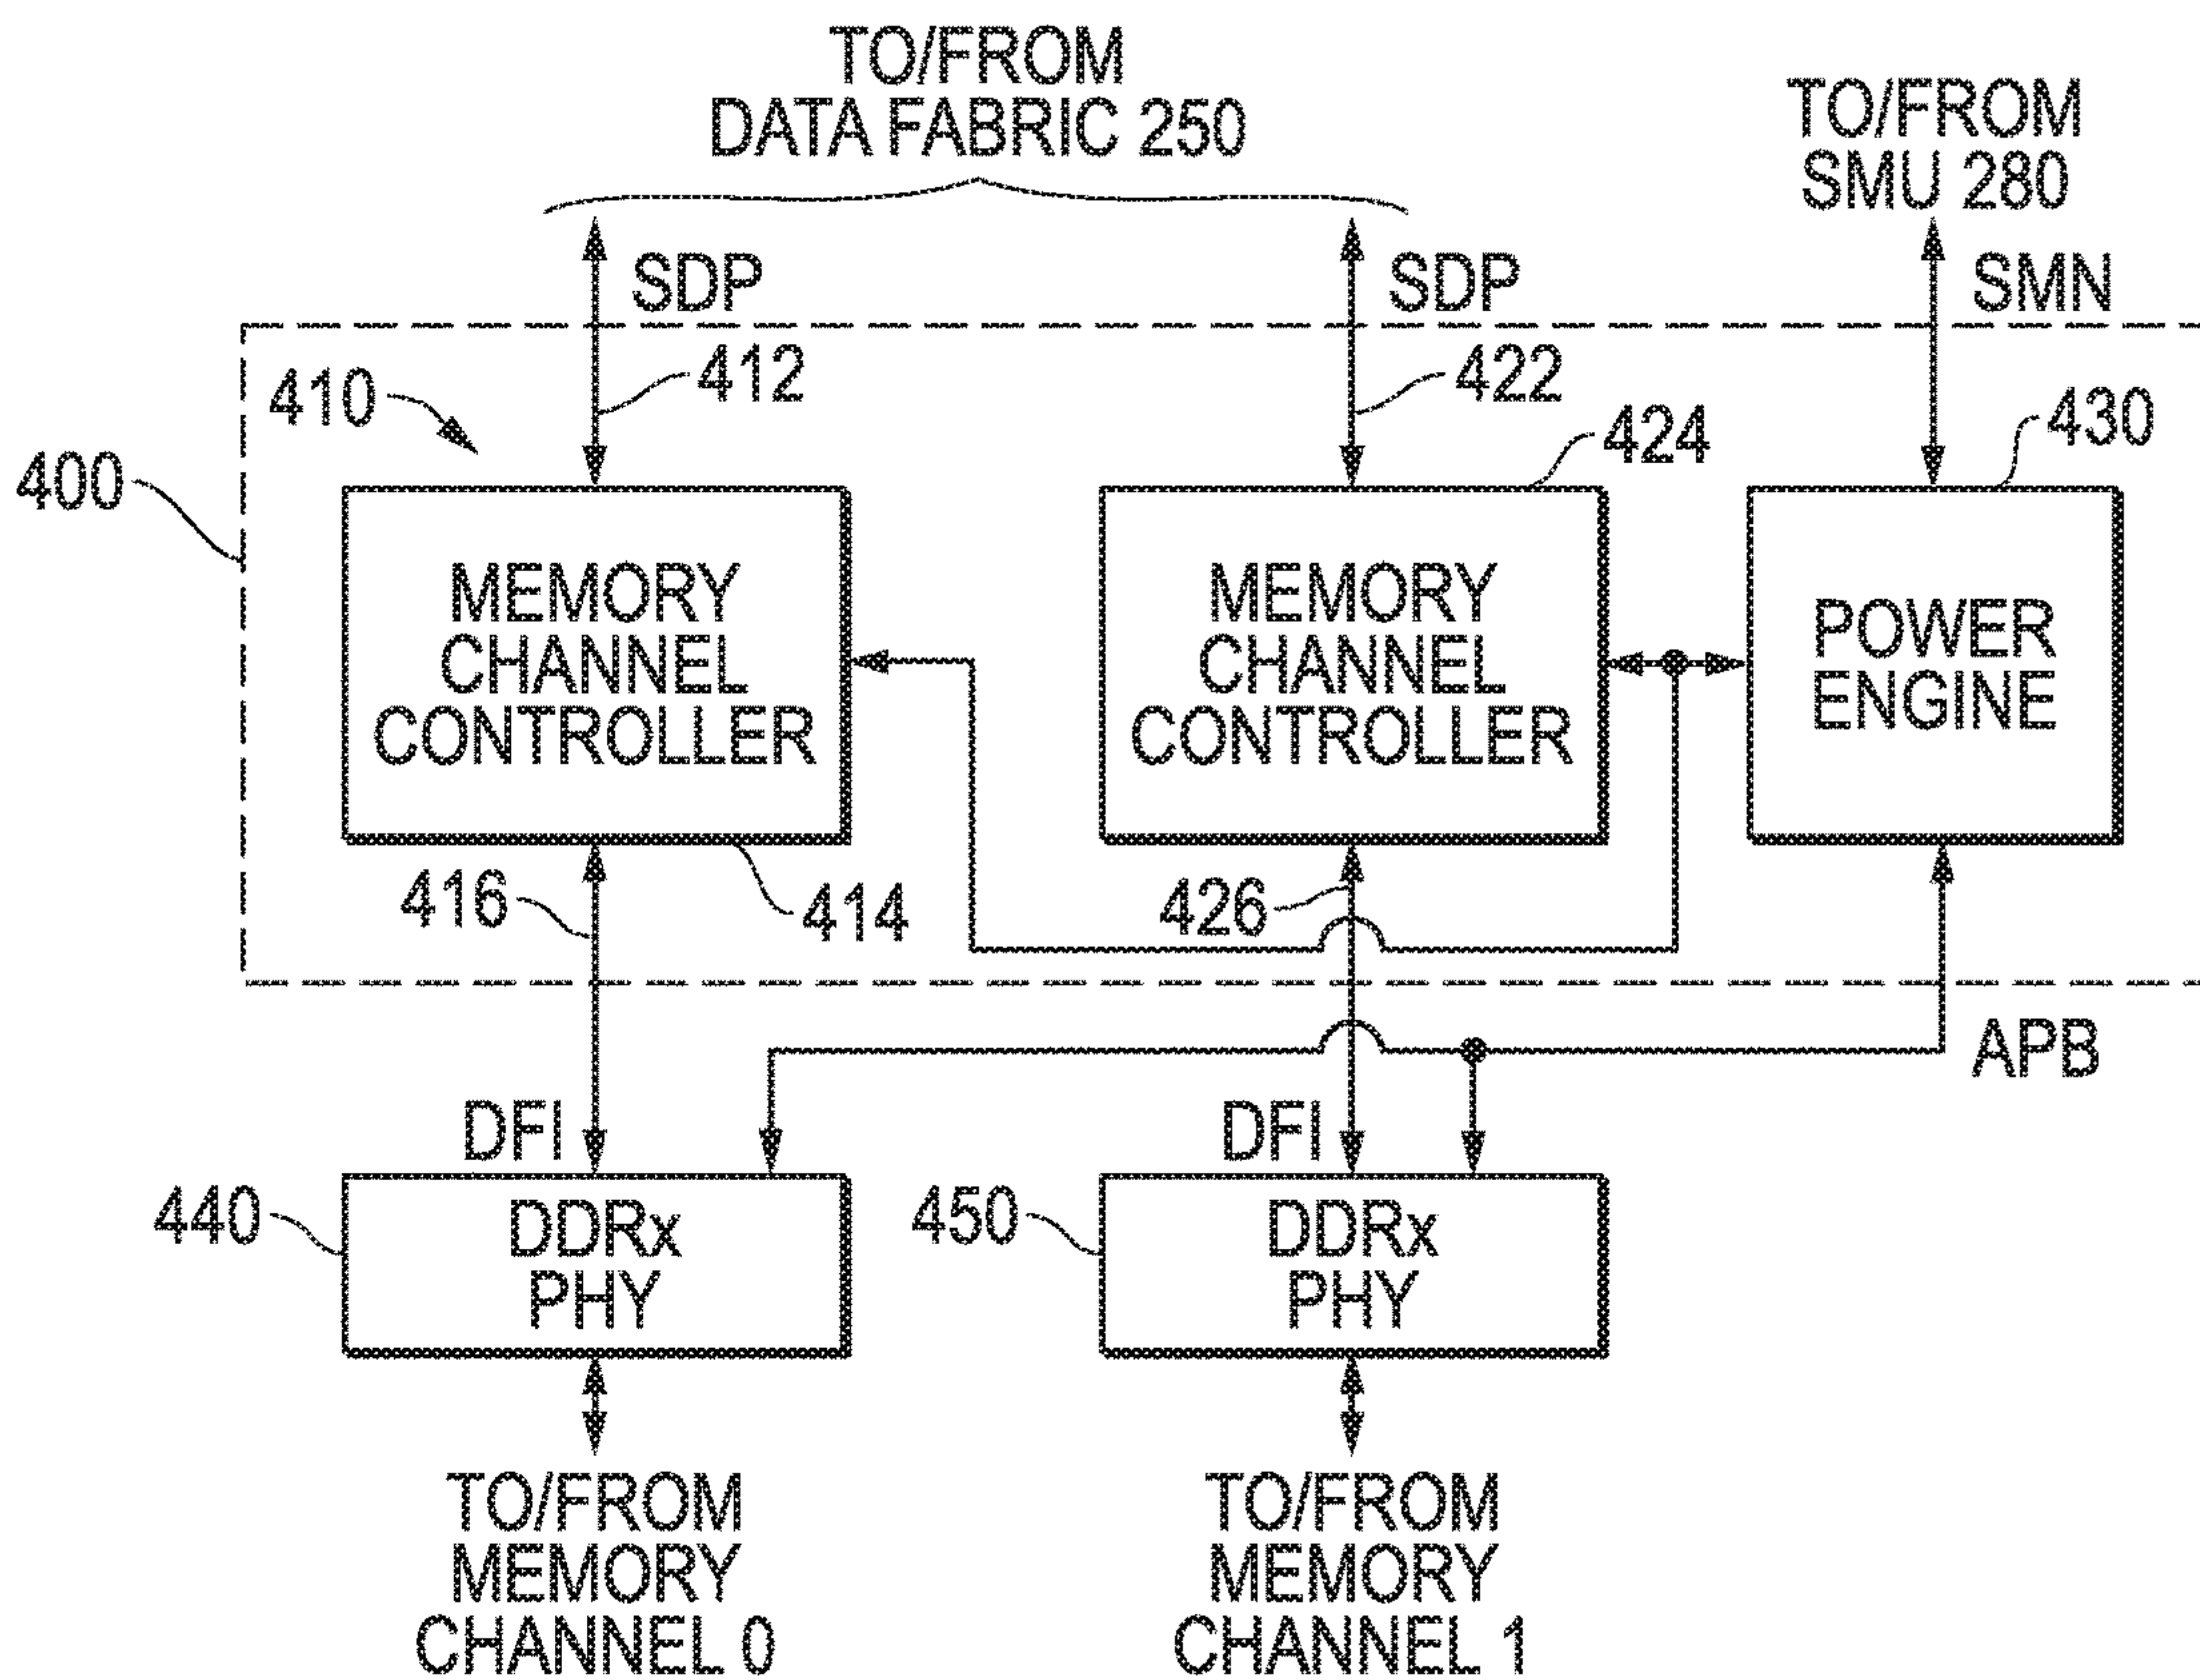 TO/FROM
DATA FABRIC 250
TO/FROM
SMU 280
SDP
SDP
SMN
412
422
410
424
430
400
MEMORY
CHANNEL
CONTROLLER
MEMORY
CHANNEL
CONTROLLER
POWER
ENGINE
416
414
426
APB
DFI
DFI
440
DDRx
PHY
450
DDRx
PHY
TO/FROM
MEMORY
CHANNEL 0
TO/FROM
MEMORY
CHANNEL 1